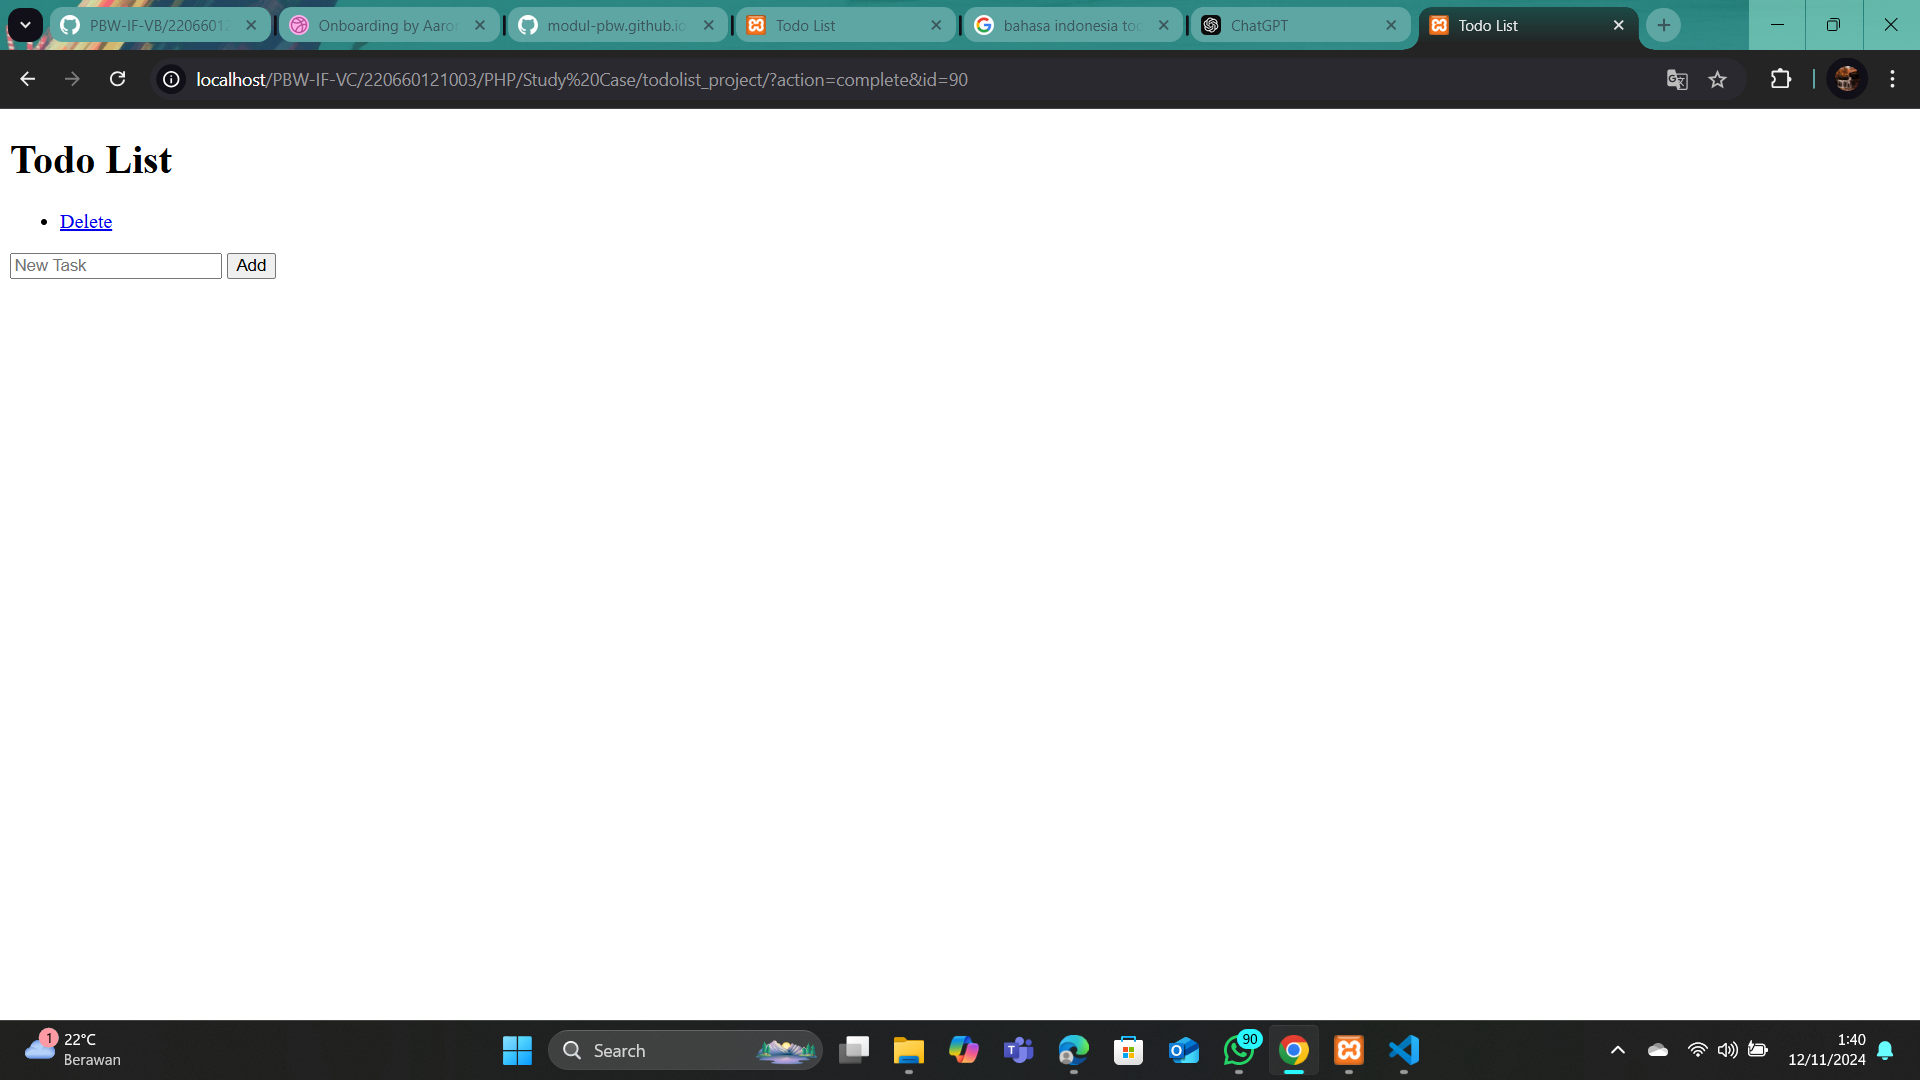 PBW-IF-VB/2206601
Onboarding by Aaro
modul-pbw.github.io
Todo List
bahasa indonesia to
ChatGPT
Todo List
localhost/PBW-IF-VC/220660121003/PHP/Study%20Case/todolist_project/?action=complete&id=90
Todo List
• Delete
New Task Add
1
22°C
Berawan
Search
90
1:40
12/11/2024